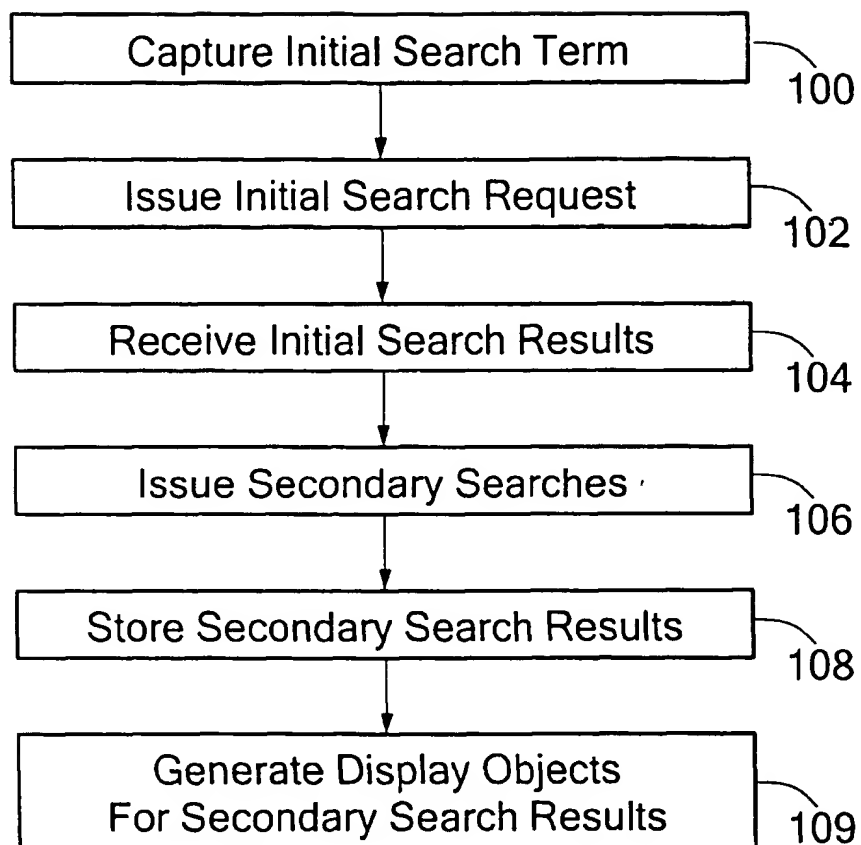 Capture Initial Search Term
100
Issue Initial Search Request
102
Receive Initial Search Results
104
Issue Secondary Searches
106
Store Secondary Search Results
108
Generate Display Objects
For Secondary Search Results
109